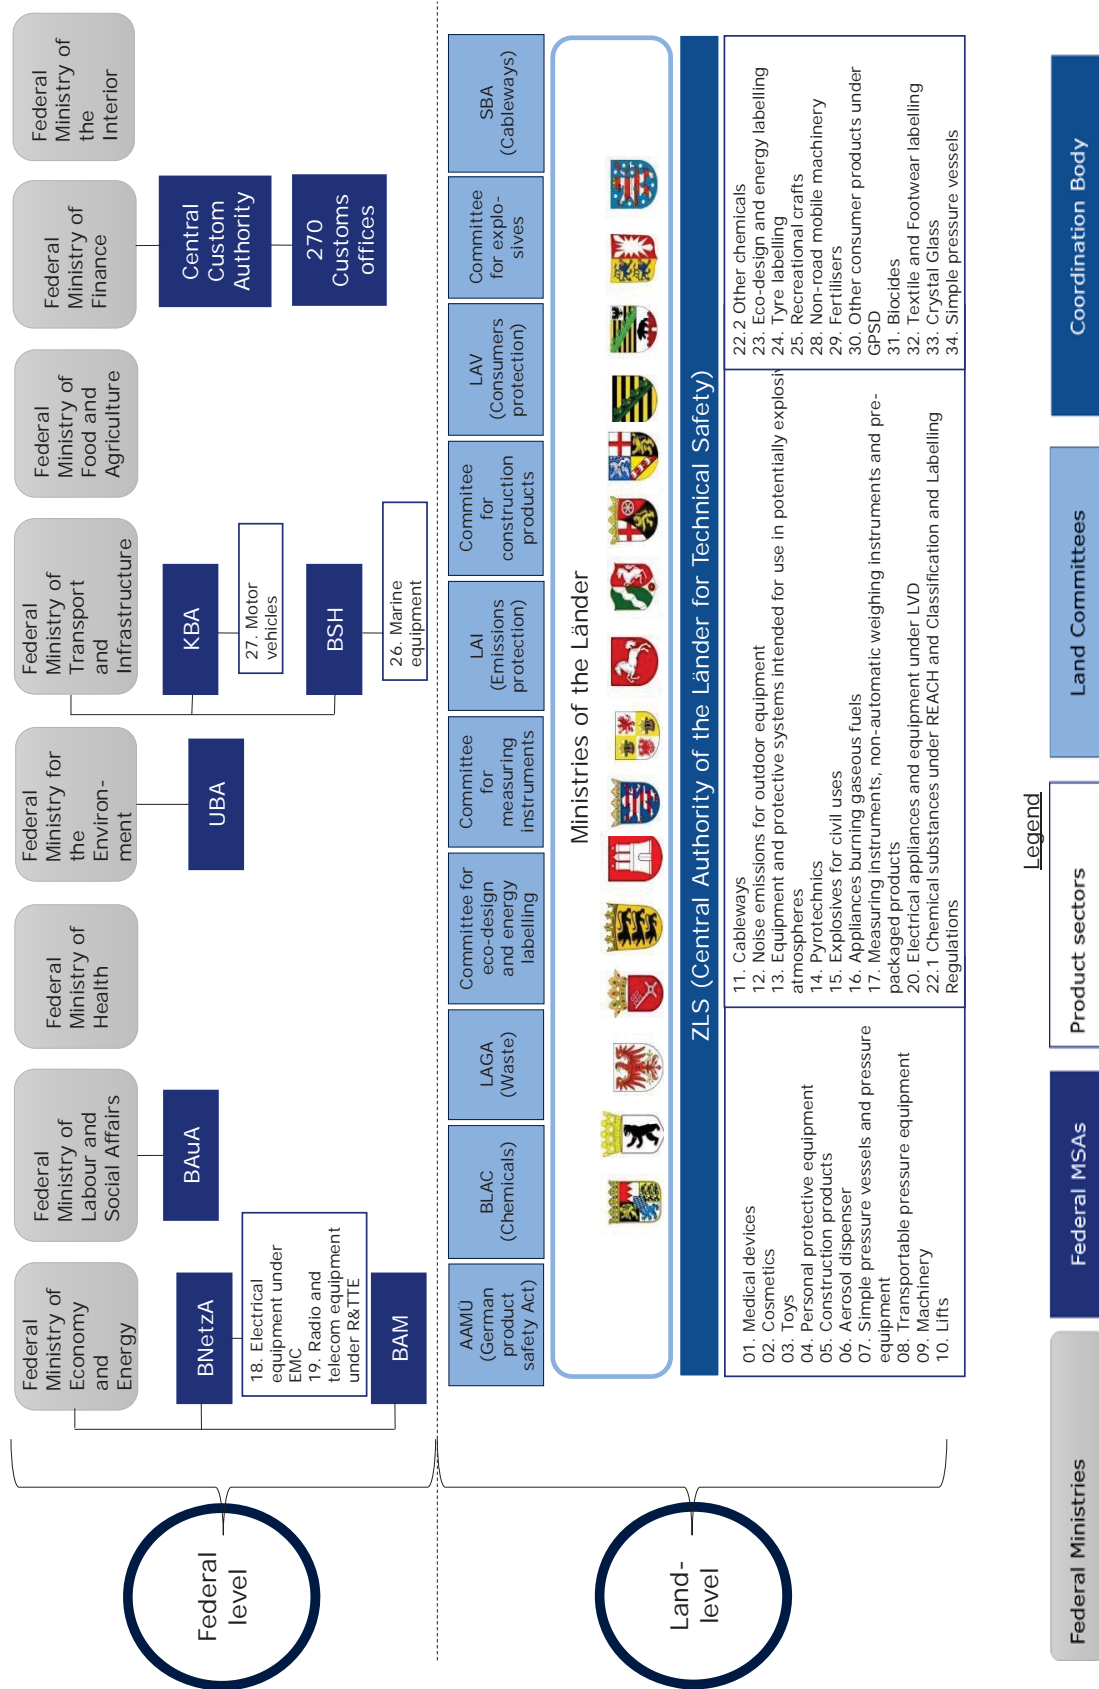 Federal
level
Federal
Ministry of
Economy
and
Energy
Federal
Ministry of
Labour and
Social Affairs
Federal
Ministry of
Health
Federal
Ministry for
the
Environ-
ment
Federal
Ministry of
Transport
and
Infrastructure
Federal
Ministry of
Food and
Agriculture
Federal
Ministry of
Finance
Federal
Ministry of
the
Interior
BNetzA
18. Electrical
equipment under
EMC
19. Radio and
telecom equipment
under R&TTE
BAM
BAuA
UBA
KBA
27. Motor
vehicles
BSH
26. Marine
equipment
Central
Custom
Authority
270
Customs
offices
Land-
level
AAMÜ
(German
product
safety Act)
BLAC
(Chemicals)
LAGA
(Waste)
Committee for
eco-design
and energy
labelling
Committee
for
measuring
instruments
LAI
(Emissions
protection)
Commitee
for
construction
products
LAV
(Consumers
protection)
Committee
for explo-
sives
SBA
(Cableways)
Ministries of the Länder
ZLS (Central Authority of the Länder for Technical Safety)
01. Medical devices
02. Cosmetics
03. Toys
04. Personal protective equipment
05. Construction products
06. Aerosol dispenser
07. Simple pressure vessels and pressure
equipment
08. Transportable pressure equipment
09. Machinery
10. Lifts
11. Cableways
12. Noise emissions for outdoor equipment
13. Equipment and protective systems intended for use in potentially explosiv
atmospheres
14. Pyrotechnics
15. Explosives for civil uses
16. Appliances burning gaseous fuels
17. Measuring instruments, non-automatic weighing instruments and pre-
packaged products
20. Electrical appliances and equipment under LVD
22.1 Chemical substances under REACH and Classification and Labelling
Regulations
22.2 Other chemicals
23. Eco-design and energy labelling
24. Tyre labelling
25. Recreational crafts
28. Non-road mobile machinery
29. Fertilisers
30. Other consumer products under
GPSD
31. Biocides
32. Textile and Footwear labelling
33. Crystal Glass
34. Simple pressure vessels
Legend
Federal Ministries
Federal MSAs
Product sectors
Land Committees
Coordination Body